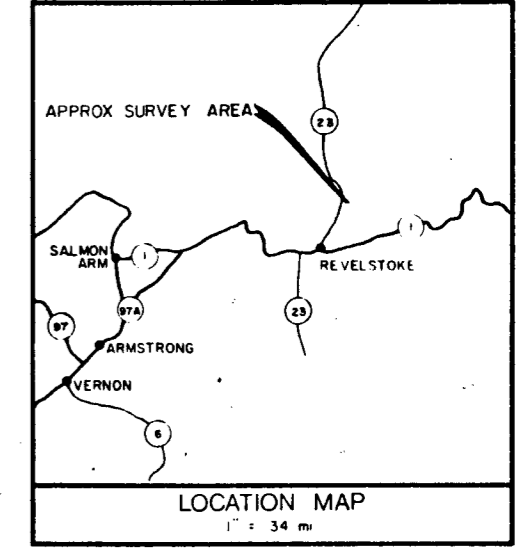 APPROX SURVEY AREA
23
SALMON
ARM
1
1
REVELSTOKE
97A
23
97
ARMSTRONG
VERNON
6
LOCATION MAP
1" = 34 mi